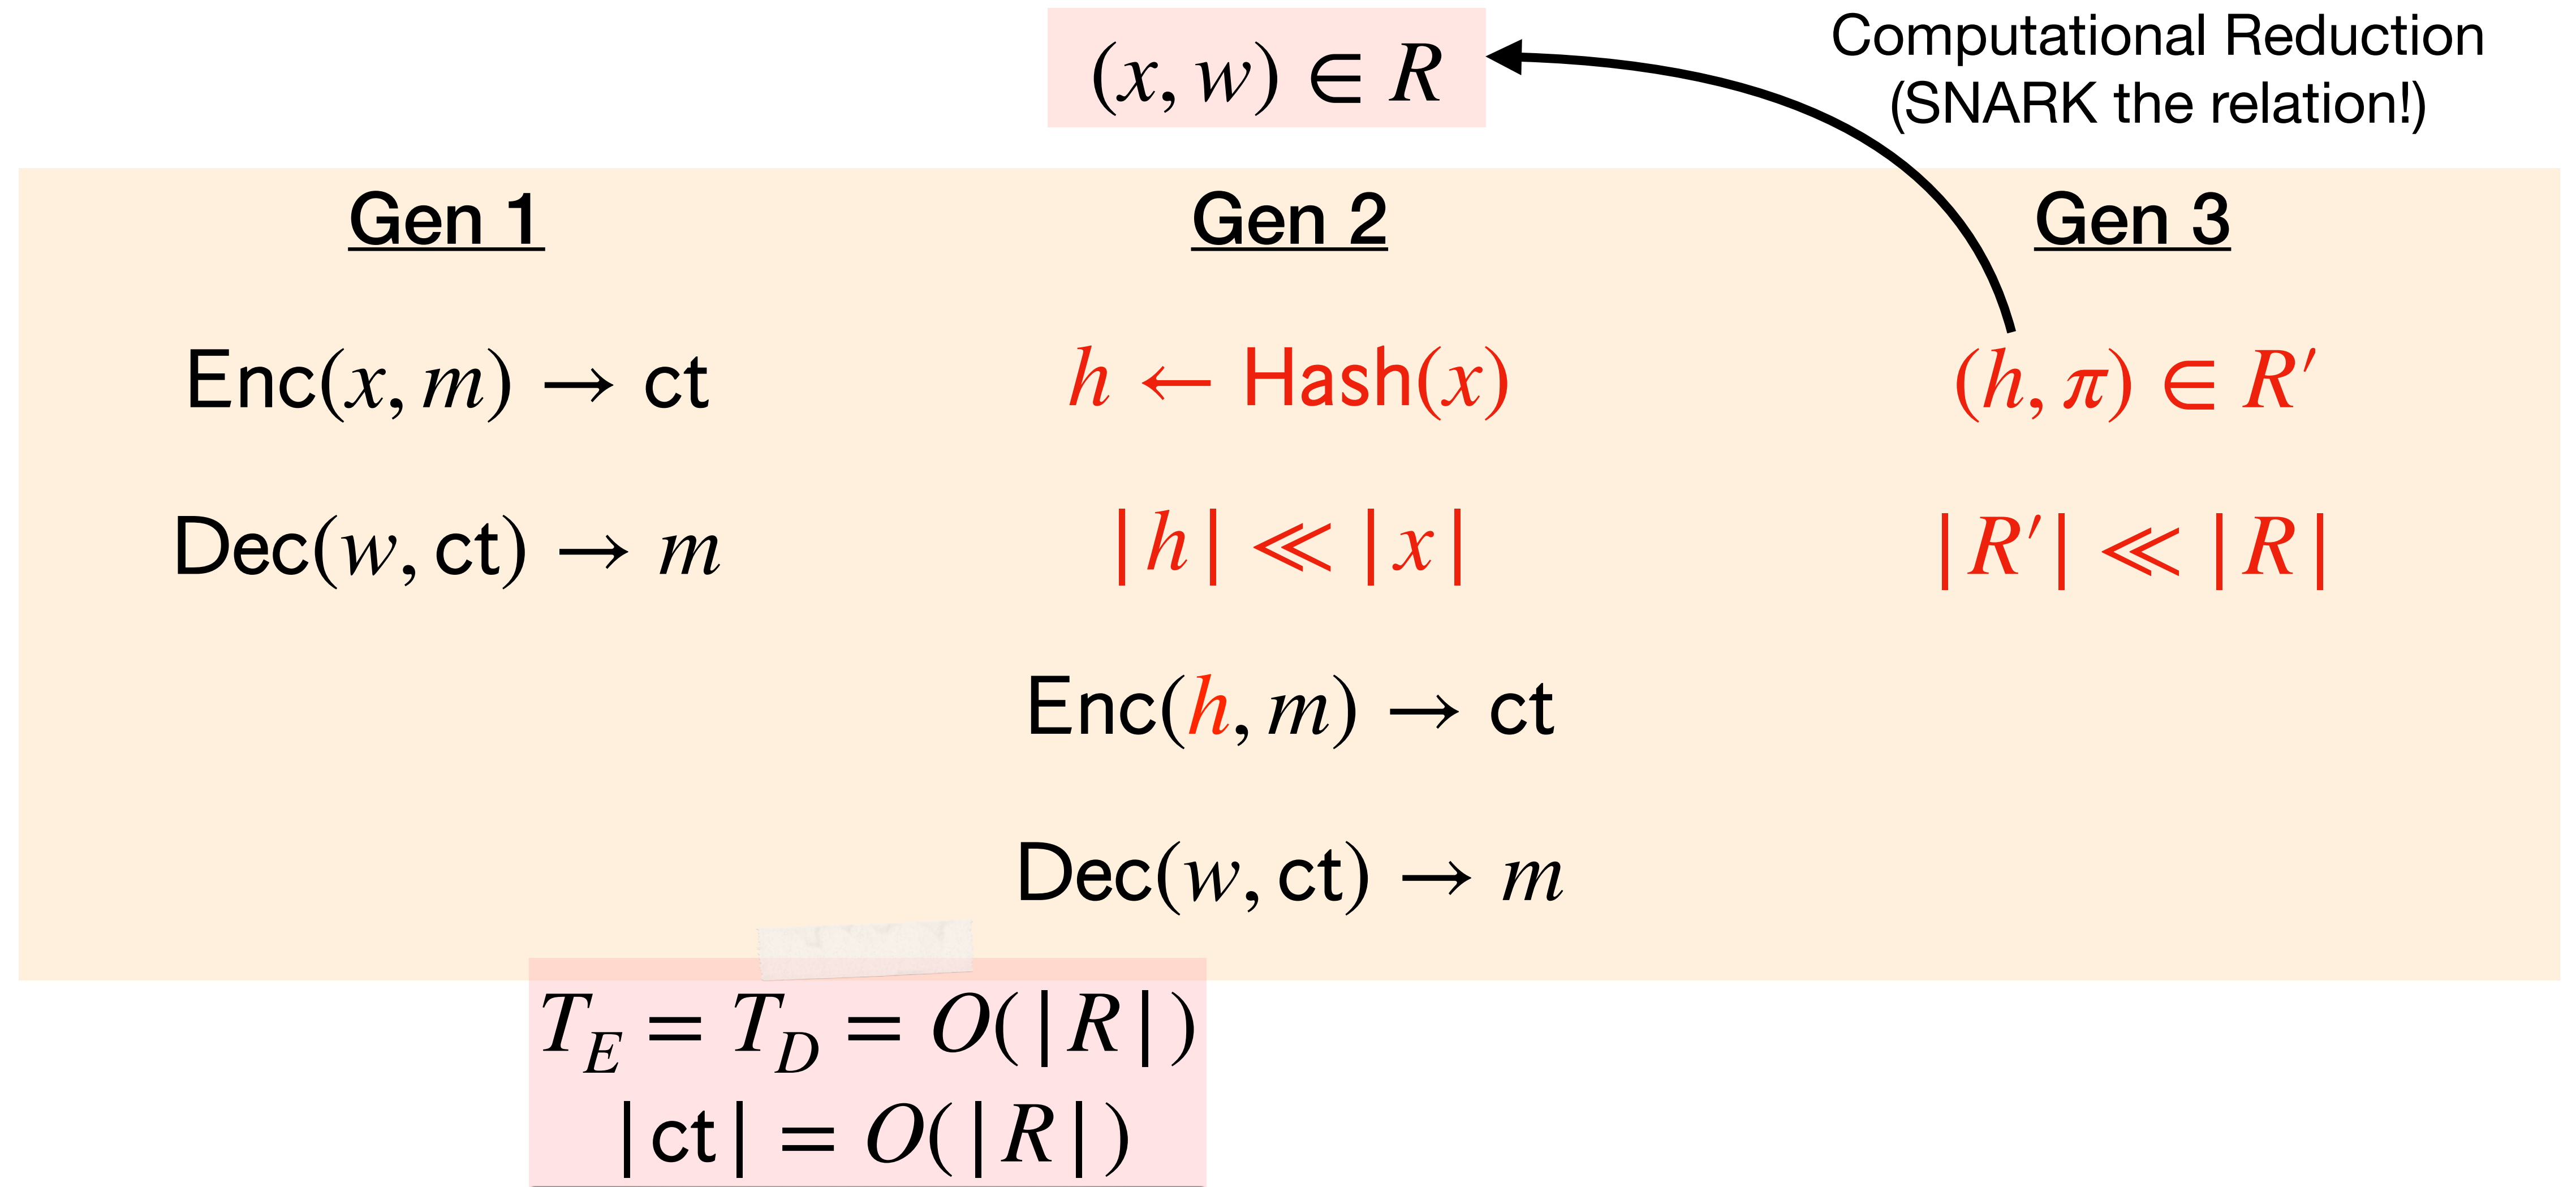 (x, w) ∈ R
Computational Reduction
(SNARK the relation!)
Gen 1
Enc(x, m) → ct
Dec(w, ct) → m
Gen 2
h ← Hash(x)
|h| ≪ |x|
Enc(h, m) → ct
Dec(w, ct) → m
Gen 3
(h, π) ∈ R′
|R′| ≪ |R|
T_E = T_D = O(|R|)
|ct| = O(|R|)